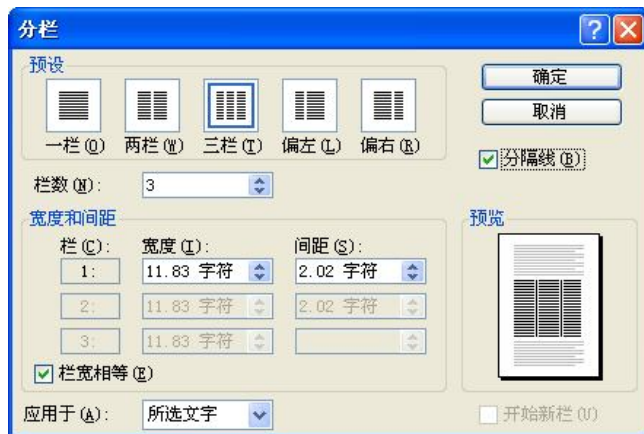 分栏
预设
一栏(O) 两栏(W) 三栏(T) 偏左(L) 偏右(R)
确定
取消
分隔线(B)
栏数(N): 3
宽度和间距
预览
栏(C): 宽度(I): 间距(S):
1: 11.83 字符 2.02 字符
2: 11.83 字符 2.02 字符
3: 11.83 字符
栏宽相等(E)
应用于(A): 所选文字
开始新栏(U)